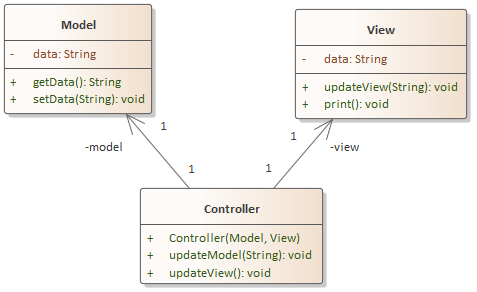 Model
- data: String
+ getData(): String
+ setData(String): void
View
- data: String
+ updateView(String): void
+ print(): void
1
1
-model
-view
1
1
Controller
+ Controller(Model, View)
+ updateModel(String): void
+ updateView(): void